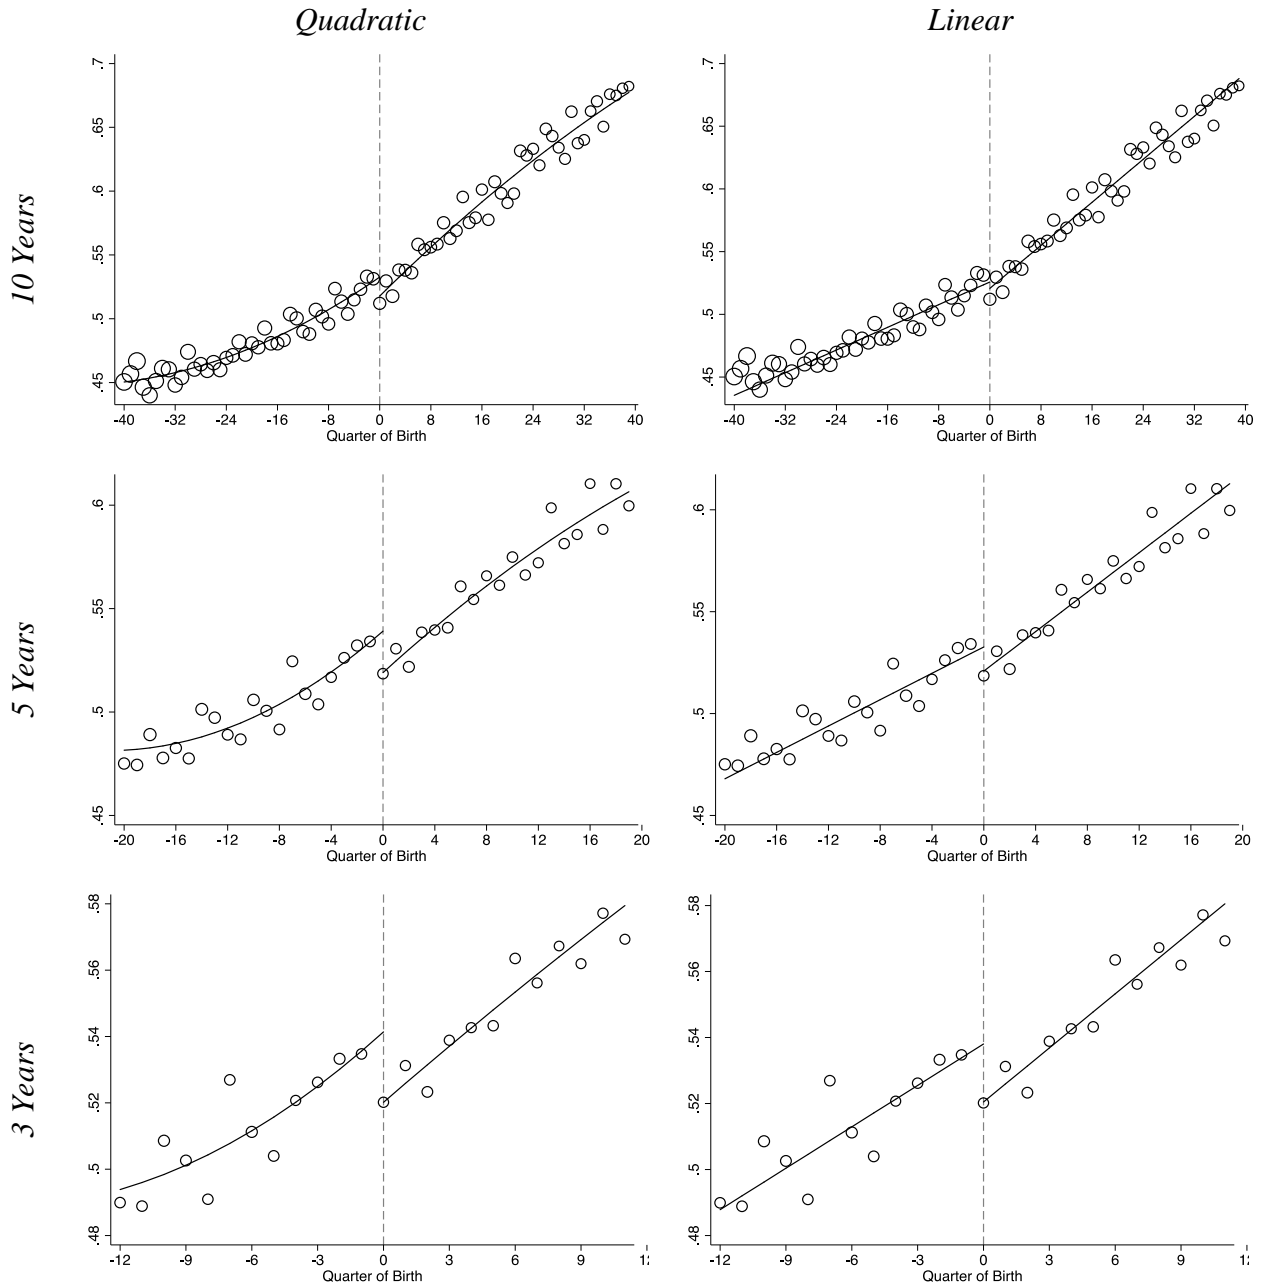 Quadratic Linear
10 Years
.7
.65
.6
.55
.5
.45
-40 -32 -24 -16 -8 0 8 16 24 32 40
Quarter of Birth
.7
.65
.6
.55
.5
.45
-40 -32 -24 -16 -8 0 8 16 24 32 40
Quarter of Birth
5 Years
.6
.55
.5
.45
-20 -16 -12 -8 -4 0 4 8 12 16 20
Quarter of Birth
.6
.55
.5
.45
-20 -16 -12 -8 -4 0 4 8 12 16 20
Quarter of Birth
3 Years
.58
.56
.54
.52
.5
.48
-12 -9 -6 -3 0 3 6 9
Quarter of Birth
.58
.56
.54
.52
.5
.48
-12 -9 -6 -3 0 3 6 9
Quarter of Birth